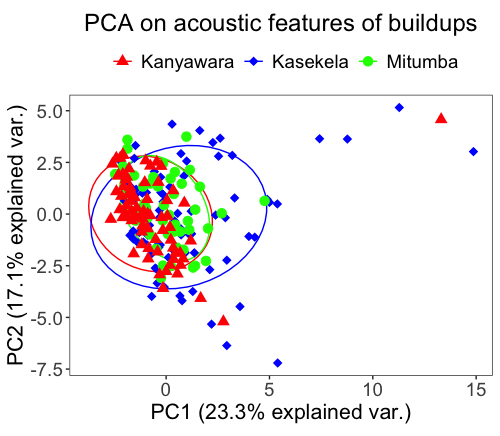 PCA on acoustic features of buildups
Kanyawara Kasekela Mitumba
5.0
2.5
0.0
-2.5
-5.0
-7.5
PC2 (17.1% explained var.)
0 5 10 15
PC1 (23.3% explained var.)